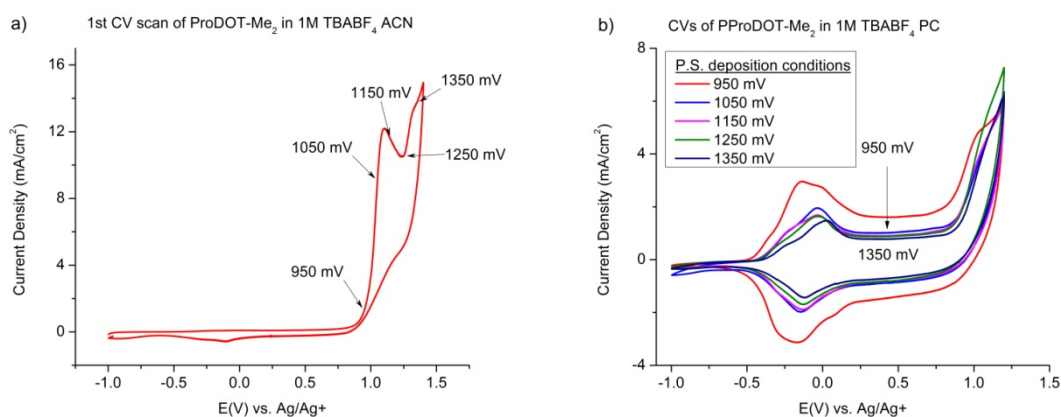 a)
1st CV scan of ProDOT-Me₂ in 1M TBABF₄ ACN
16
12
8
4
0
Current Density (mA/cm²)
1350 mV
1150 mV
1050 mV
1250 mV
950 mV
-1.0
-0.5
0.0
0.5
1.0
1.5
E(V) vs. Ag/Ag+
b)
CVs of PProDOT-Me₂ in 1M TBABF₄ PC
8
4
0
-4
Current Density (mA/cm²)
P.S. deposition conditions
950 mV
1050 mV
1150 mV
1250 mV
1350 mV
950 mV
1350 mV
-1.0
-0.5
0.0
0.5
1.0
1.5
E(V) vs. Ag/Ag+